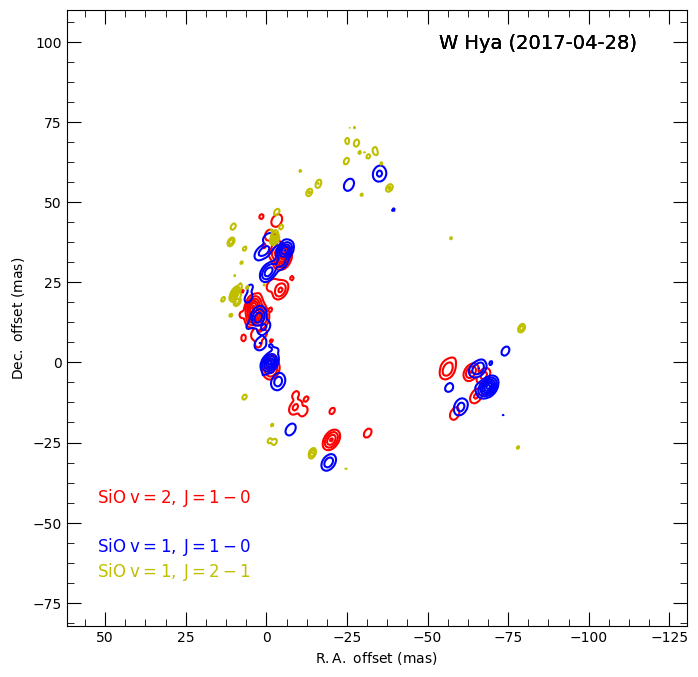 W Hya (2017-04-28)
100
75
50
25
0
−25
−50
−75
Dec. offset (mas)
SiO v = 2, J = 1 − 0
SiO v = 1, J = 1 − 0
SiO v = 1, J = 2 − 1
50 25 0 −25 −50 −75 −100 −125
R.A. offset (mas)